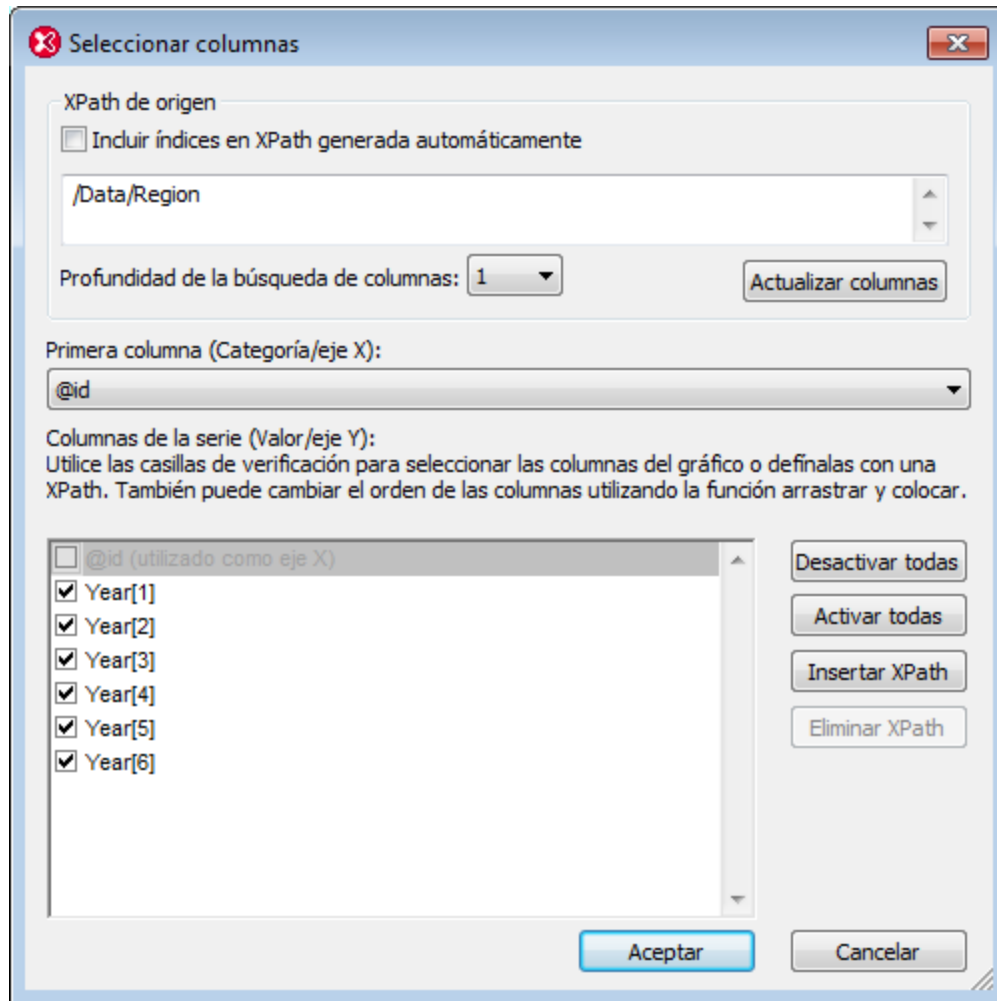 Seleccionar columnas
XPath de origen
Incluir índices en XPath generada automáticamente
/Data/Region
Profundidad de la búsqueda de columnas: 1
Actualizar columnas
Primera columna (Categoría/eje X):
@id
Columnas de la serie (Valor/eje Y):
Utilice las casillas de verificación para seleccionar las columnas del gráfico o defínalas con una
XPath. También puede cambiar el orden de las columnas utilizando la función arrastrar y colocar.
@id (utilizado como eje X)
Year[1]
Year[2]
Year[3]
Year[4]
Year[5]
Year[6]
Desactivar todas
Activar todas
Insertar XPath
Eliminar XPath
Aceptar
Cancelar